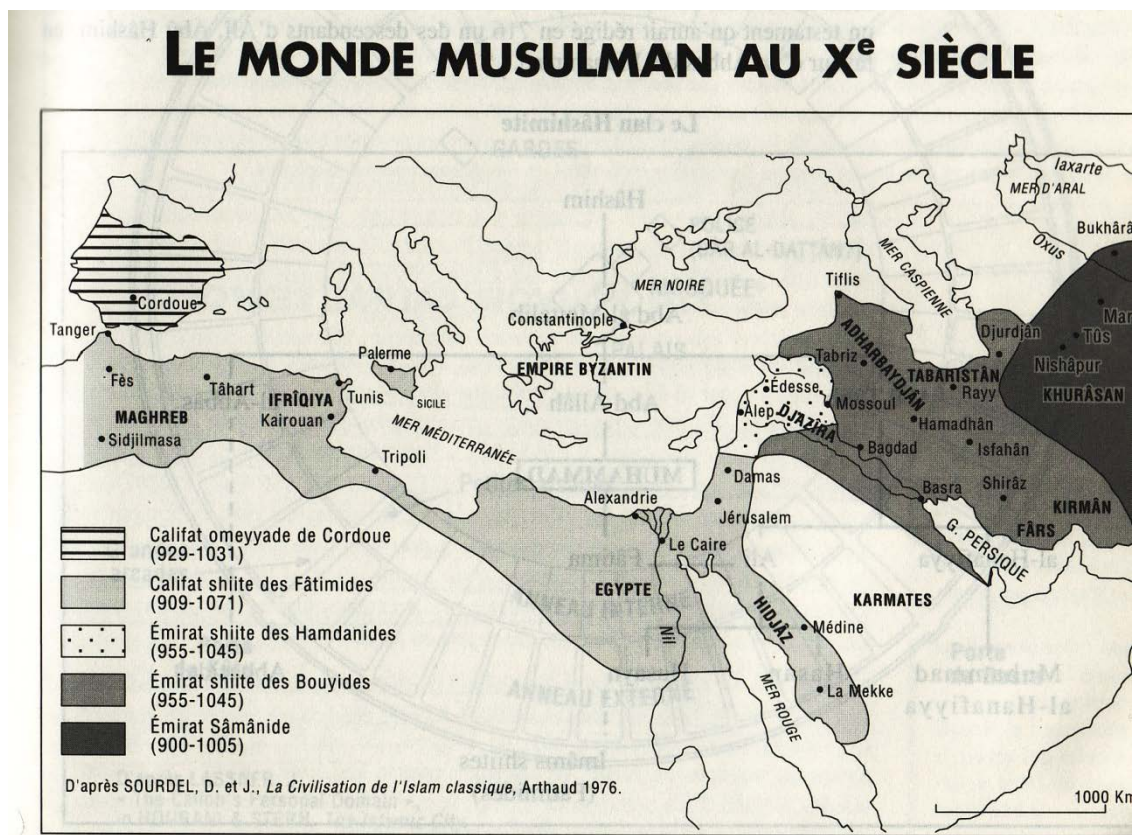 LE MONDE MUSULMAN AU Xe SIÈCLE
Iaxarte
MER D'ARAL
Bukhârâ
Oxus
MER CASPIENNE
MER NOIRE
Tiflis
Cordoue
Constantinople
Djurdjân
Tûs
Tanger
Palerme
EMPIRE BYZANTIN
Tabriz
ADHARBAYDJÂN
TABARISTÂN
Nishâpur
Fès
Tâhart
IFRÎQIYA
Tunis
SICILE
Édesse
Mossoul
Rayy
KHURÂSAN
MAGHREB
Kairouan
Alep
DJAZÎRA
Hamadhân
Sidjilmasa
MER MÉDITERRANÉE
Bagdad
Isfahân
Tripoli
Damas
Alexandrie
Jérusalem
Basra
Shirâz
KIRMÂN
FÂRS
Le Caire
G. PERSIQUE
EGYPTE
Nil
HIDJÂZ
KARMATES
Médine
MER ROUGE
La Mekke
Califat omeyyade de Cordoue
(929-1031)
Califat shiite des Fâtimides
(909-1071)
Émirat shiite des Hamdanides
(955-1045)
Émirat shiite des Bouyides
(955-1045)
Émirat Sâmânide
(900-1005)
D'après SOURDEL, D. et J., La Civilisation de l'Islam classique, Arthaud 1976.
1000 Km